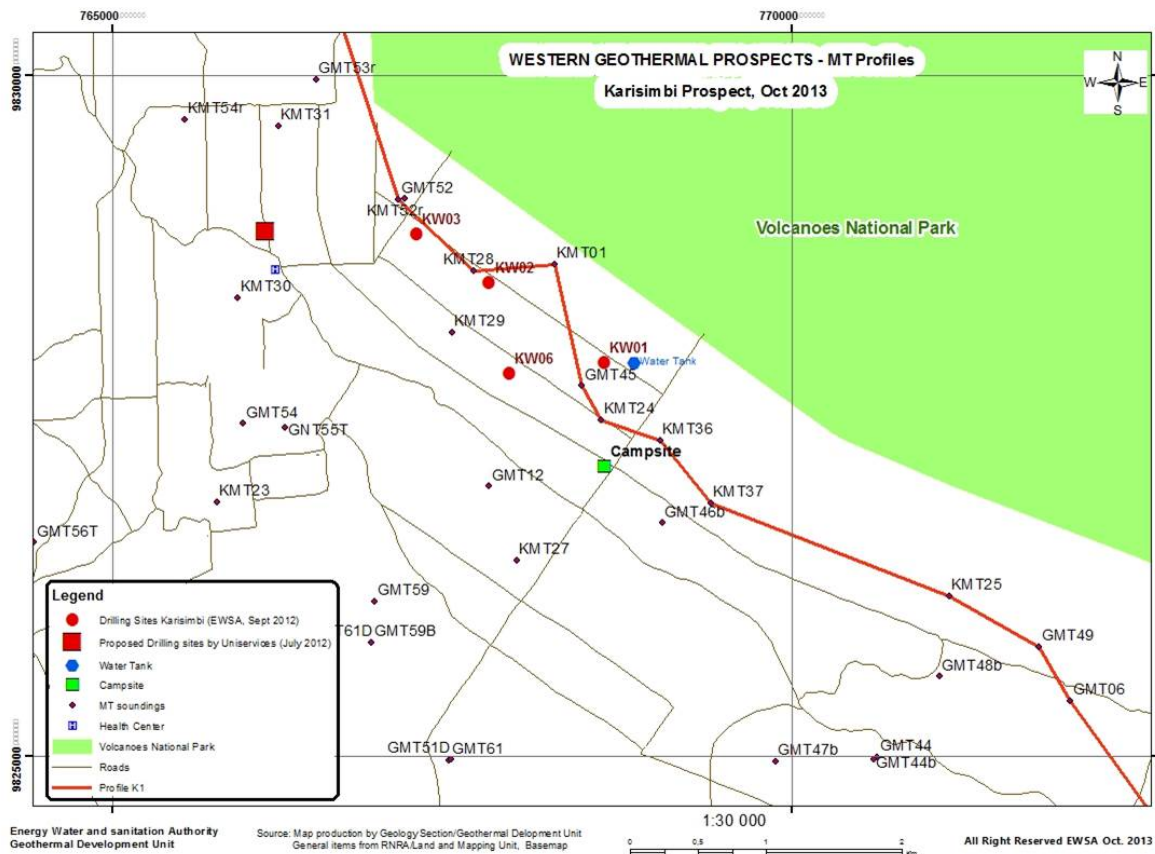 765000
770000
9830000
9825000
WESTERN GEOTHERMAL PROSPECTS - MT Profiles
Karisimbi Prospect, Oct 2013
N
W E
S
GMT53r
KMT54r
KMT31
GMT52
KMT52r
KW03
Volcanoes National Park
KMT28
KMT01
KW02
H
KMT30
KMT29
KW01
Water Tank
KW06
GMT45
KMT24
GMT54
GNT55T
KMT36
Campsite
GMT12
KMT23
KMT37
GMT46b
GMT56T
KMT27
KMT25
GMT59
61D GMT59B
GMT49
GMT48b
GMT06
GMT51D GMT61
GMT47b
GMT44
GMT44b
Legend
Drilling Sites Karisimbi (EWSA, Sept 2012)
Proposed Drilling sites by Uniservices (July 2012)
Water Tank
Campsite
MT soundings
H Health Center
Volcanoes National Park
Roads
Profile K1
1:30 000
Energy Water and sanitation Authority
Geothermal Development Unit
Source: Map production by Geology Section/Geothermal Delopment Unit
General items from RNRA/Land and Mapping Unit, Basemap
0 0.5 1 2
All Right Reserved EWSA Oct. 2013